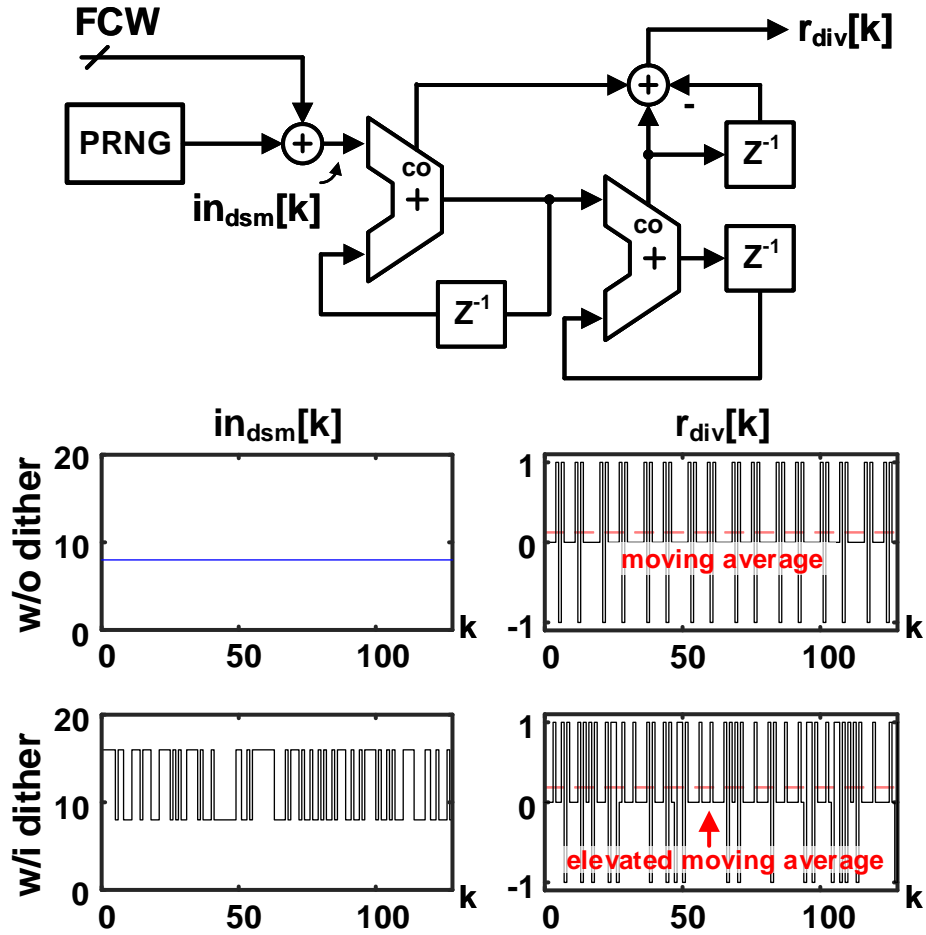 FCW
r_div[k]
PRNG
+
+
-
co
+
in_dsm[k]
Z⁻¹
co
+
Z⁻¹
Z⁻¹
in_dsm[k]
r_div[k]
w/o dither
20
10
0
0
50
100
k
1
0
-1
moving average
0
50
100
k
w/i dither
20
10
0
0
50
100
1
0
-1
elevated moving average
0
50
100
k